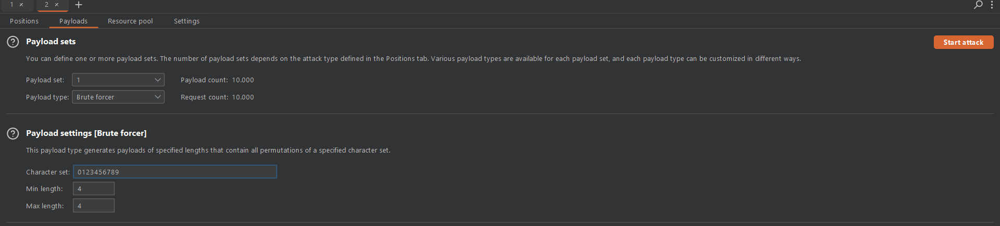 1 × 2 × +
Positions Payloads Resource pool Settings
? Payload sets Start attack
You can define one or more payload sets. The number of payload sets depends on the attack type defined in the Positions tab. Various payload types are available for each payload set, and each payload type can be customized in different ways.
Payload set: 1 Payload count: 10.000
Payload type: Brute forcer Request count: 10.000
? Payload settings [Brute forcer]
This payload type generates payloads of specified lengths that contain all permutations of a specified character set.
Character set: 0123456789
Min length: 4
Max length: 4